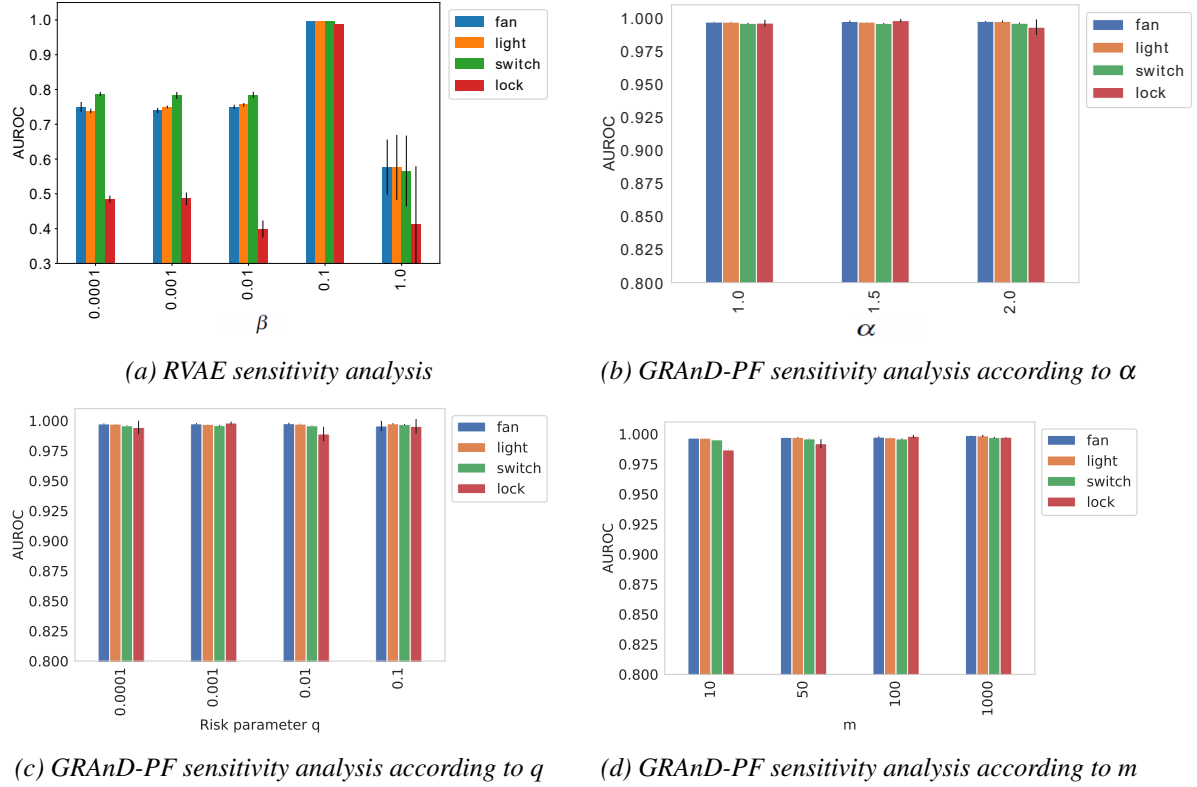 1.0
0.9
0.8
0.7
0.6
0.5
0.4
0.3
AUROC
0.0001
0.001
0.01
0.1
1.0
β
fan
light
switch
lock
(a) RVAE sensitivity analysis
1.000
0.975
0.950
0.925
0.900
0.875
0.850
0.825
0.800
AUROC
1.0
1.5
2.0
α
fan
light
switch
lock
(b) GRAnD-PF sensitivity analysis according to α
1.000
0.975
0.950
0.925
0.900
0.875
0.850
0.825
0.800
AUROC
0.0001
0.001
0.01
0.1
Risk parameter q
fan
light
switch
lock
(c) GRAnD-PF sensitivity analysis according to q
1.000
0.975
0.950
0.925
0.900
0.875
0.850
0.825
0.800
AUROC
10
50
100
1000
m
fan
light
switch
lock
(d) GRAnD-PF sensitivity analysis according to m